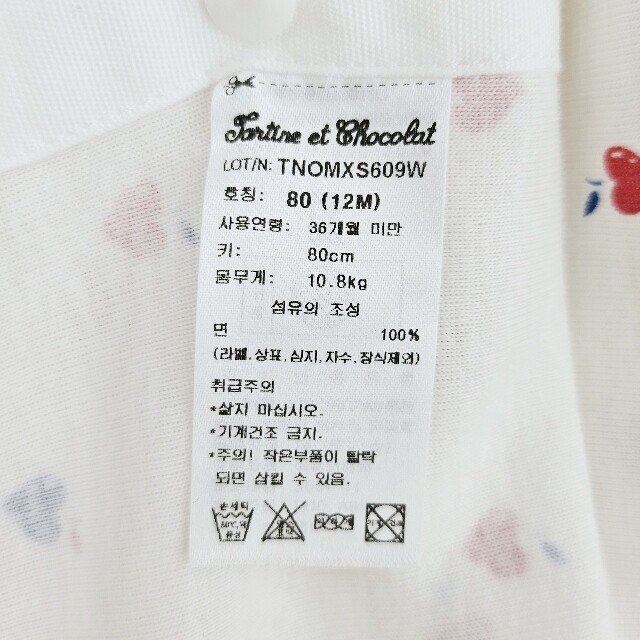 Tartine et Chocolat
LOT/N: TNOMXS609W
호칭: 80 (12M)
사용연령: 36개월 미만
키: 80cm
몸무게: 10.8kg
섬유의 조성
면 100%
(라벨,상표,심지,자수,장식제외)
취급주의
*삶지 마십시오.
*기계건조 금지.
*주의! 작은부품이 탈락
되면 삼킬 수 있음.
손세탁